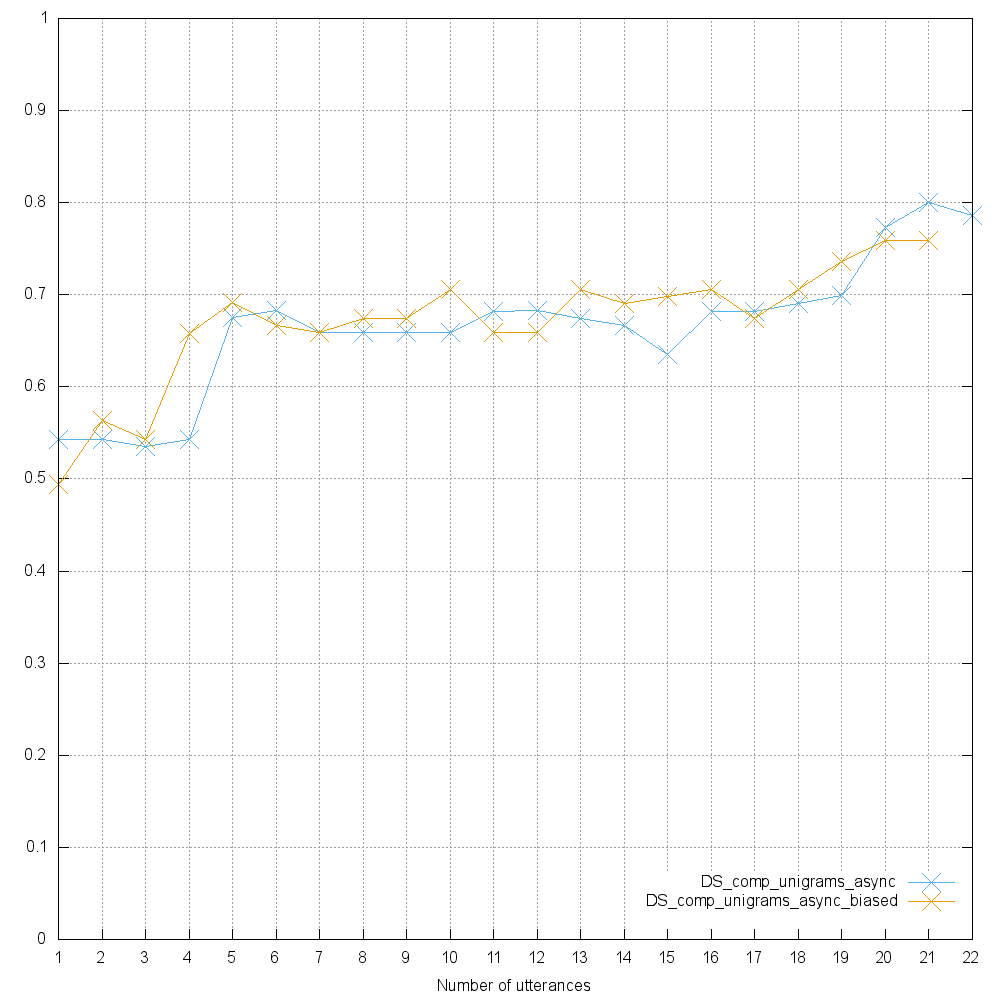 1
0.9
0.8
0.7
0.6
0.5
0.4
0.3
0.2
0.1
0
1 2 3 4 5 6 7 8 9 10 11 12 13 14 15 16 17 18 19 20 21 22
Number of utterances
DS_comp_unigrams_async
DS_comp_unigrams_async_biased